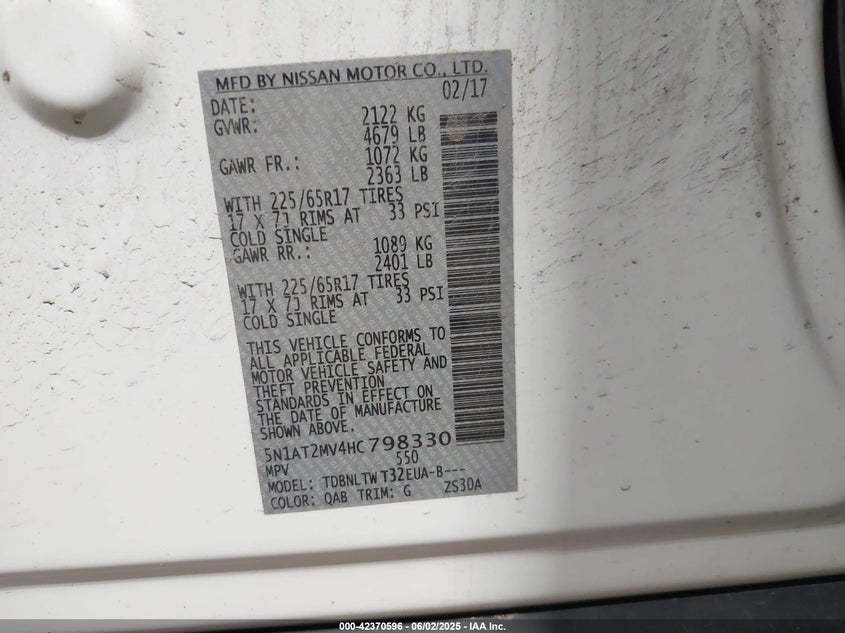 MFD BY NISSAN MOTOR CO., LTD.
DATE: 02/17
GVWR: 2122 KG
4679 LB
GAWR FR.: 1072 KG
2363 LB
WITH 225/65R17 TIRES
17 X 7J RIMS AT 33 PSI
COLD SINGLE
GAWR RR.: 1089 KG
2401 LB
WITH 225/65R17 TIRES
17 X 7J RIMS AT 33 PSI
COLD SINGLE
THIS VEHICLE CONFORMS TO
ALL APPLICABLE FEDERAL
MOTOR VEHICLE SAFETY AND
THEFT PREVENTION
STANDARDS IN EFFECT ON
THE DATE OF MANUFACTURE
SHOWN ABOVE.
5N1AT2MV4HC798330
MPV 550
MODEL: TDBNLTW T32EUA-B---
COLOR: QAB TRIM: G ZS30A
000-42370596 - 06/02/2025 - IAA Inc.